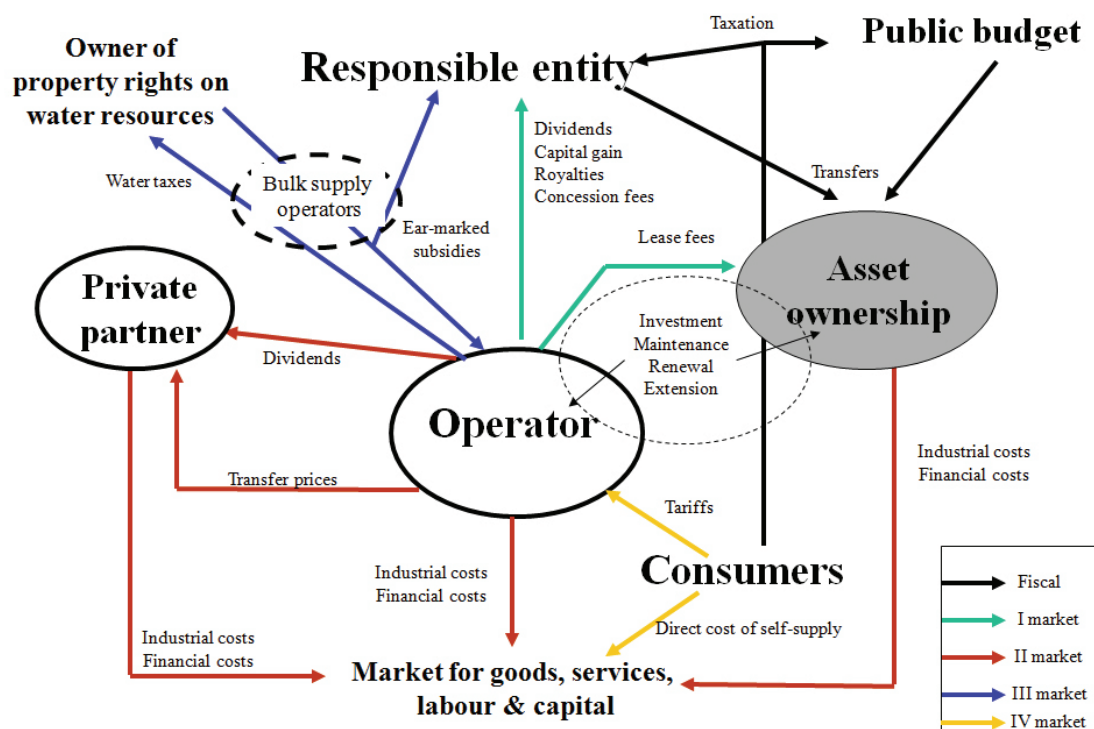 Taxation
Public budget
Owner of
property rights on
water resources
Responsible entity
Dividends
Capital gain
Royalties
Concession fees
Transfers
Water taxes
Bulk supply
operators
Ear-marked
subsidies
Lease fees
Asset
ownership
Private
partner
Investment
Maintenance
Renewal
Extension
Dividends
Operator
Industrial costs
Financial costs
Transfer prices
Tariffs
Consumers
Industrial costs
Financial costs
Direct cost of self-supply
Industrial costs
Financial costs
Market for goods, services,
labour & capital
Fiscal
I market
II market
III market
IV market